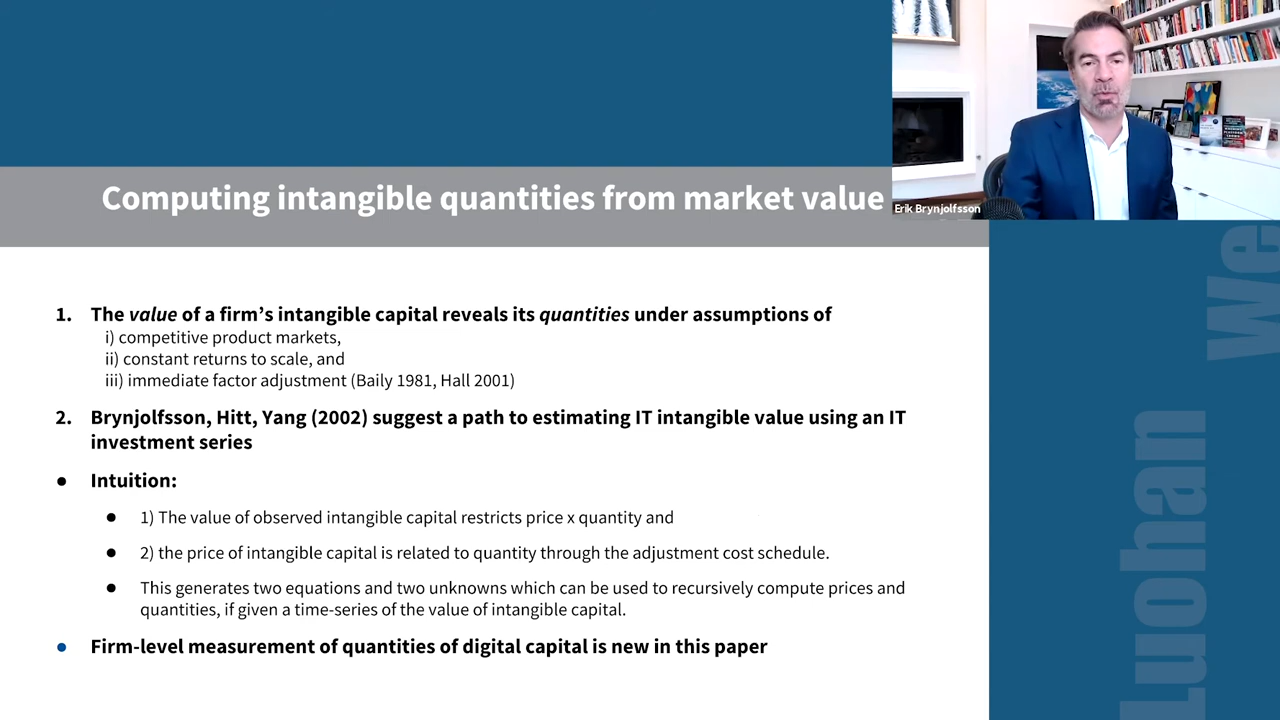 Computing intangible quantities from market value
Erik Brynjolfsson
1. The value of a firm's intangible capital reveals its quantities under assumptions of
i) competitive product markets,
ii) constant returns to scale, and
iii) immediate factor adjustment (Baily 1981, Hall 2001)
2. Brynjolfsson, Hitt, Yang (2002) suggest a path to estimating IT intangible value using an IT
investment series
● Intuition:
● 1) The value of observed intangible capital restricts price x quantity and
● 2) the price of intangible capital is related to quantity through the adjustment cost schedule.
● This generates two equations and two unknowns which can be used to recursively compute prices and
quantities, if given a time-series of the value of intangible capital.
● Firm-level measurement of quantities of digital capital is new in this paper
Luohan
We